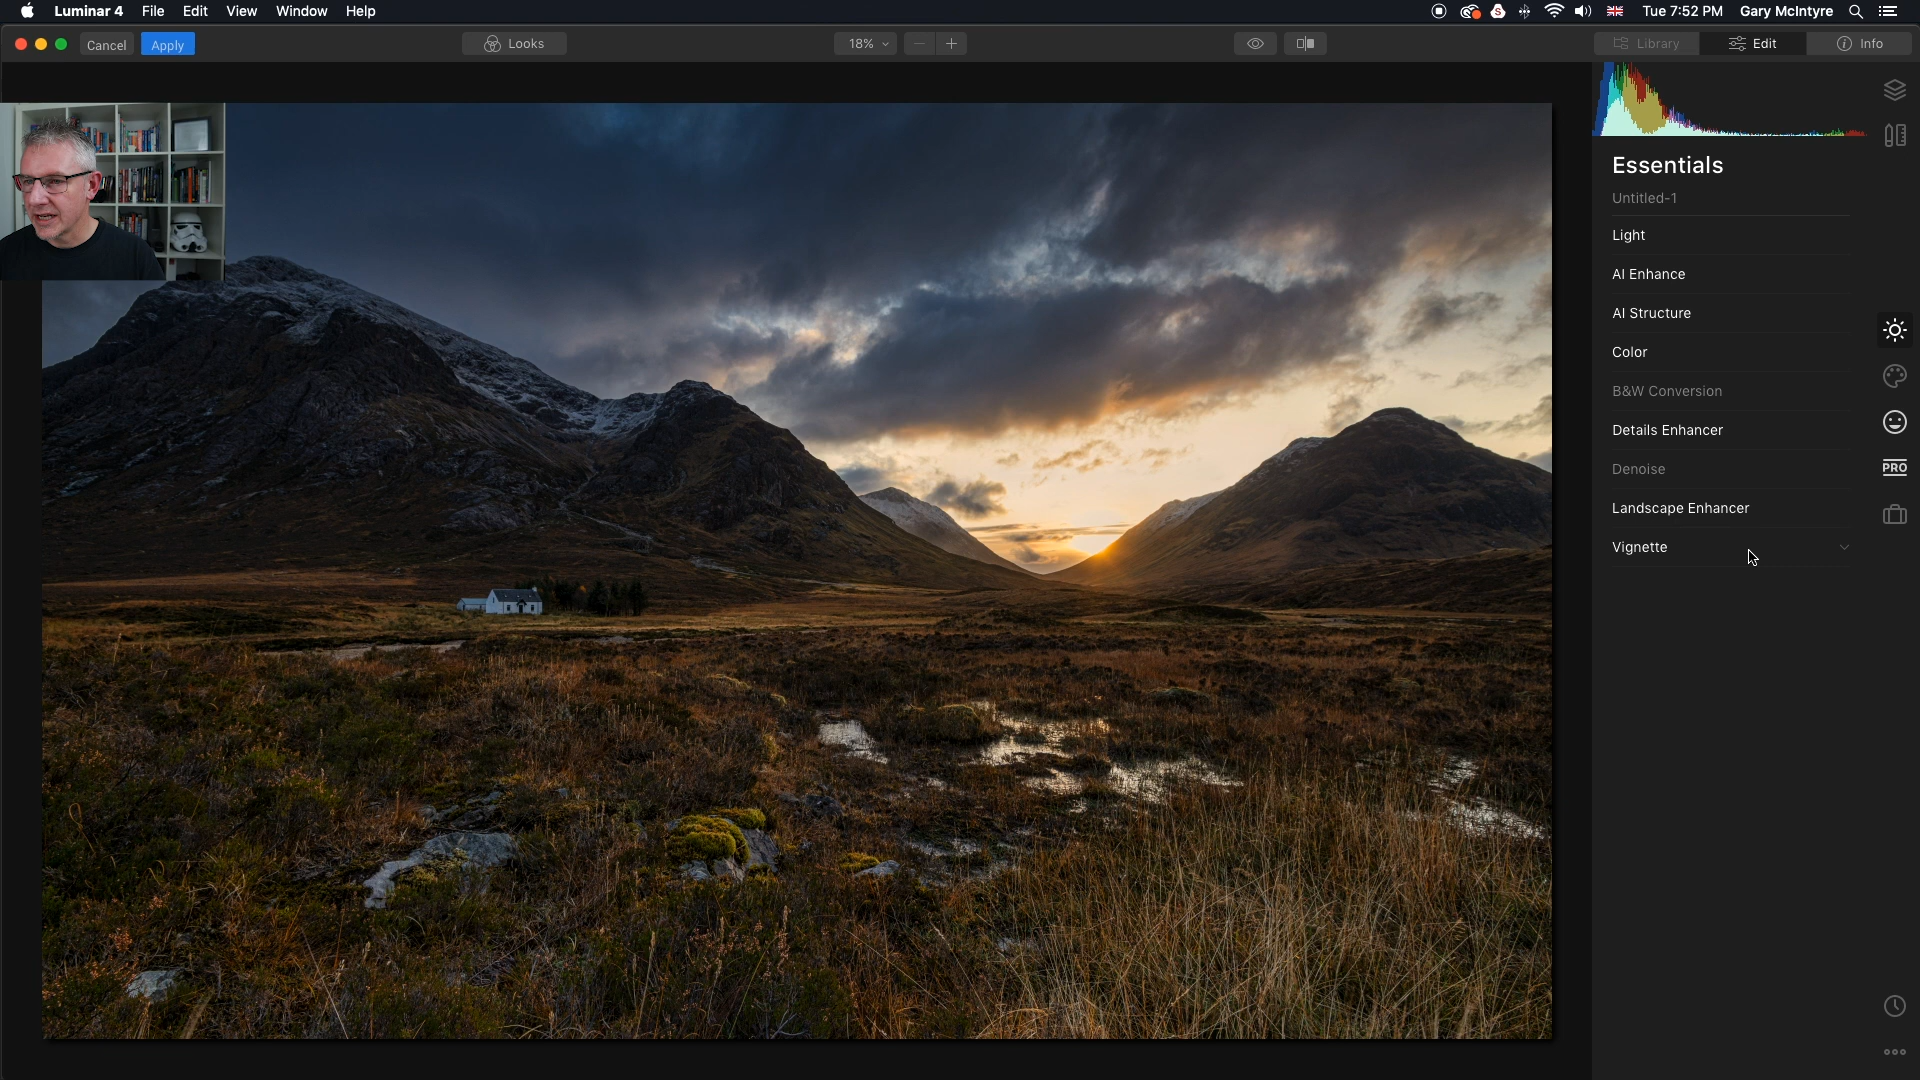 Luminar 4 File Edit View Window Help Tue 7:52 PM Gary McIntyre
Cancel Apply Looks 18% Library Edit Info
Essentials
Untitled-1
Light
AI Enhance
AI Structure
Color
B&W Conversion
Details Enhancer
Denoise
PRO
Landscape Enhancer
Vignette